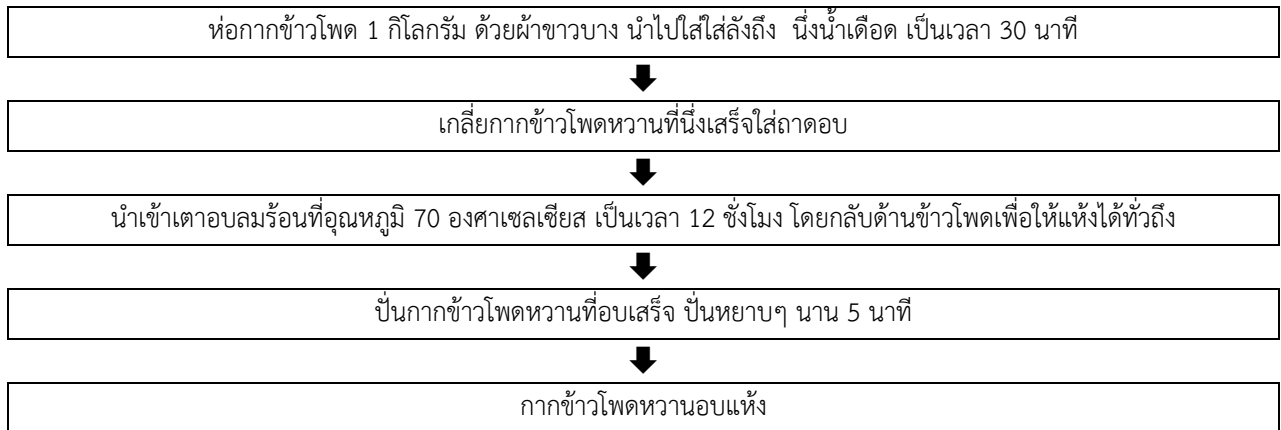 ห่อกากข้าวโพด 1 กิโลกรัม ด้วยผ้าขาวบาง นำไปใส่ใส่ลังถึง นึ่งน้ำเดือด เป็นเวลา 30 นาที
เกลี่ยกากข้าวโพดหวานที่นึ่งเสร็จใส่ถาดอบ
นำเข้าเตาอบลมร้อนที่อุณหภูมิ 70 องศาเซลเซียส เป็นเวลา 12 ชั่งโมง โดยกลับด้านข้าวโพดเพื่อให้แห้งได้ทั่วถึง
ปั่นกากข้าวโพดหวานที่อบเสร็จ ปั่นหยาบๆ นาน 5 นาที
กากข้าวโพดหวานอบแห้ง